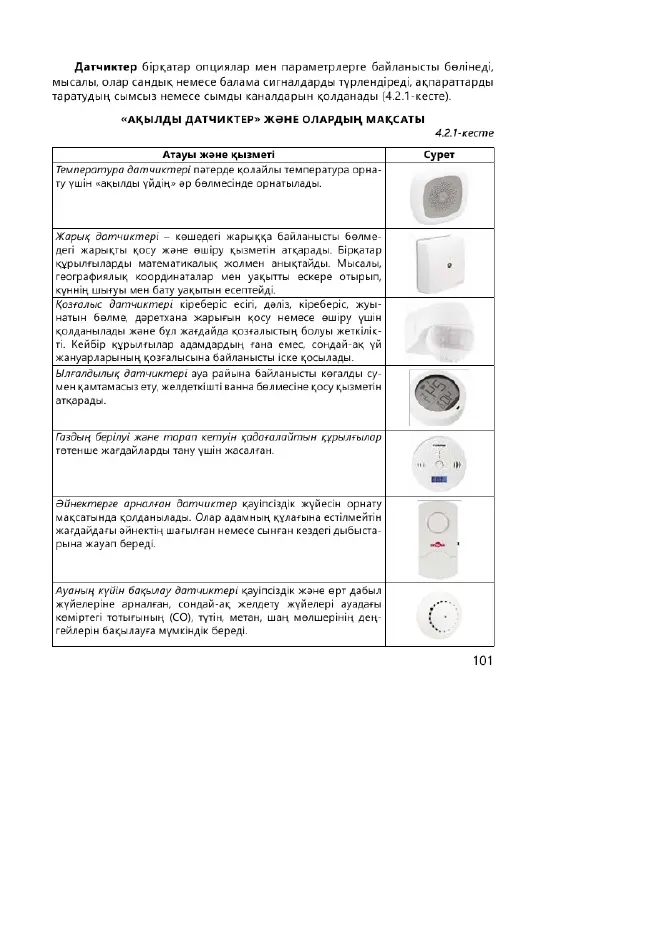 Датчиктер бірқатар опциялар мен параметрлерге байланысты бөлінеді,
мысалы, олар сандық немесе балама сигналдарды түрлендіреді, ақпараттарды
таратудың сымсыз немесе сымды каналдарын қолданады (4.2.1-кесте).
«АҚЫЛДЫ ДАТЧИКТЕР» ЖӘНЕ ОЛАРДЫҢ МАҚСАТЫ
4.2.1-кесте
Атауы және қызметі Сурет
Температура датчиктері пәтерде қолайлы температура орна-
ту үшін «ақылды үйдің» әр бөлмесінде орнатылады.
Жарық датчиктері – көшедегі жарыққа байланысты бөлме-
дегі жарықты қосу және өшіру қызметін атқарады. Бірқатар
құрылғыларды математикалық жолмен анықтайды. Мысалы,
географиялық координаталар мен уақытты ескере отырып,
күннің шығуы мен бату уақытын есептейді.
Қозғалыс датчиктері кіреберіс есігі, дәліз, кіреберіс, жуы-
натын бөлме, дәретхана жарығын қосу немесе өшіру үшін
қолданылады және бұл жағдайда қозғалыстың болуы жеткілік-
ті. Кейбір құрылғылар адамдардың ғана емес, сондай-ақ үй
жануарларының қозғалысына байланысты іске қосылады.
Ылғалдылық датчиктері ауа райына байланысты көгалды су-
мен қамтамасыз ету, желдеткішті ванна бөлмесіне қосу қызметін
атқарады.
Газдың берілуі және тарап кетуін қадағалайтын құрылғылар
төтенше жағдайларды тану үшін жасалған.
Әйнектерге арналған датчиктер қауіпсіздік жүйесін орнату
мақсатында қолданылады. Олар адамның құлағына естілмейтін
жағдайдағы әйнектің шағылған немесе сынған кездегі дыбыста-
рына жауап береді.
Ауаның күйін бақылау датчиктері қауіпсіздік және өрт дабыл
жүйелеріне арналған, сондай-ақ желдету жүйелері ауадағы
көміртегі тотығының (СО), түтін, метан, шаң мөлшерінің дең-
гейлерін бақылауға мүмкіндік береді.
101